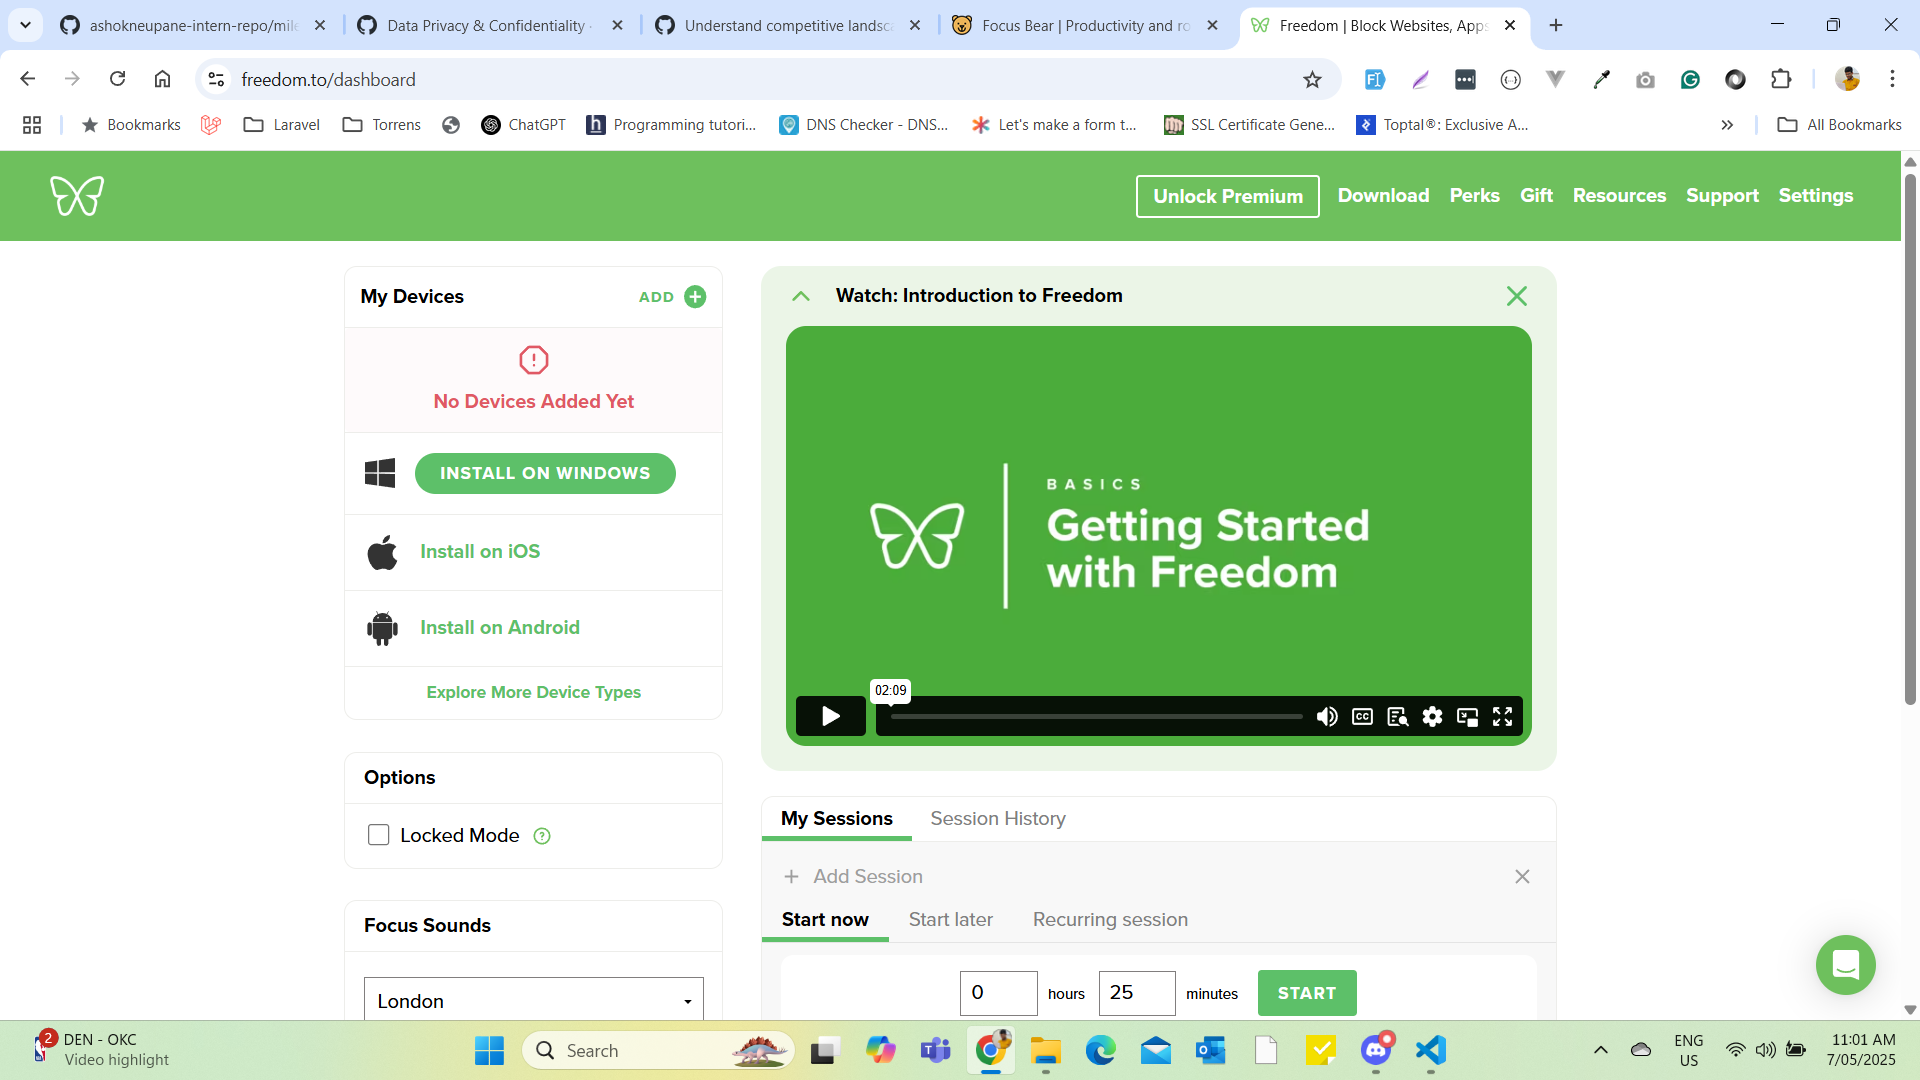 ashokneupane-intern-repo/mile
Data Privacy & Confidentiality ·
Understand competitive landsca
Focus Bear | Productivity and ro
Freedom | Block Websites, Apps
freedom.to/dashboard
Bookmarks
Laravel
Torrens
ChatGPT
Programming tutori...
DNS Checker - DNS...
Let's make a form t...
SSL Certificate Gene...
Toptal®: Exclusive A...
All Bookmarks
Unlock Premium
Download
Perks
Gift
Resources
Support
Settings
My Devices
ADD
No Devices Added Yet
INSTALL ON WINDOWS
Install on iOS
Install on Android
Explore More Device Types
Options
Locked Mode
Focus Sounds
London
Watch: Introduction to Freedom
BASICS
Getting Started
with Freedom
02:09
CC
My Sessions
Session History
Add Session
Start now
Start later
Recurring session
0 hours 25 minutes START
2
DEN - OKC
Video highlight
Search
ENG
US
11:01 AM
7/05/2025